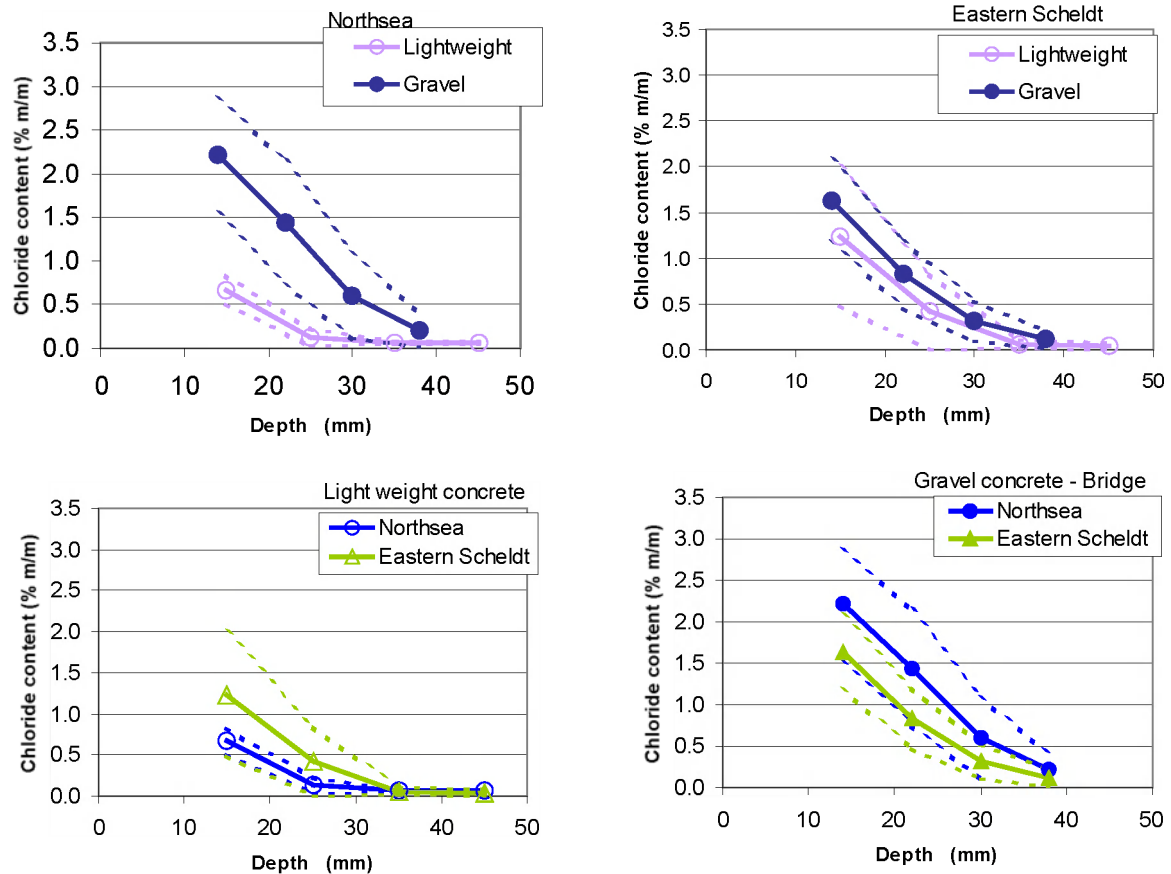 Northsea
Lightweight
Gravel
Chloride content (% m/m)
3.5
3.0
2.5
2.0
1.5
1.0
0.5
0.0
0 10 20 30 40 50
Depth (mm)
Eastern Scheldt
Lightweight
Gravel
Chloride content (% m/m)
3.5
3.0
2.5
2.0
1.5
1.0
0.5
0.0
0 10 20 30 40 50
Depth (mm)
Light weight concrete
Northsea
Eastern Scheldt
Chloride content (% m/m)
3.5
3.0
2.5
2.0
1.5
1.0
0.5
0.0
0 10 20 30 40 50
Depth (mm)
Gravel concrete - Bridge
Northsea
Eastern Scheldt
Chloride content (% m/m)
3.5
3.0
2.5
2.0
1.5
1.0
0.5
0.0
0 10 20 30 40 50
Depth (mm)